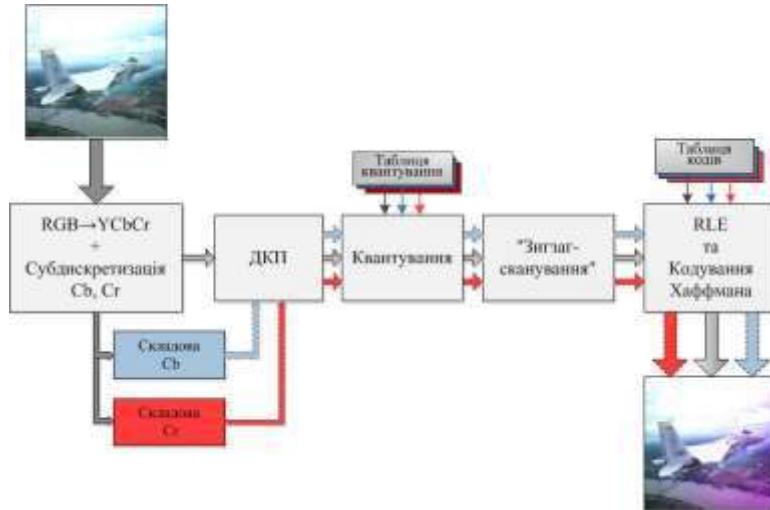 Таблиця
квантування
Таблиця
кодів
RGB→YCbCr
+
Субдискретизація
Cb, Cr
ДКП
Квантування
"Зигзаг-
сканування"
RLE
та
Кодування
Хаффмана
Складова
Cb
Складова
Cr